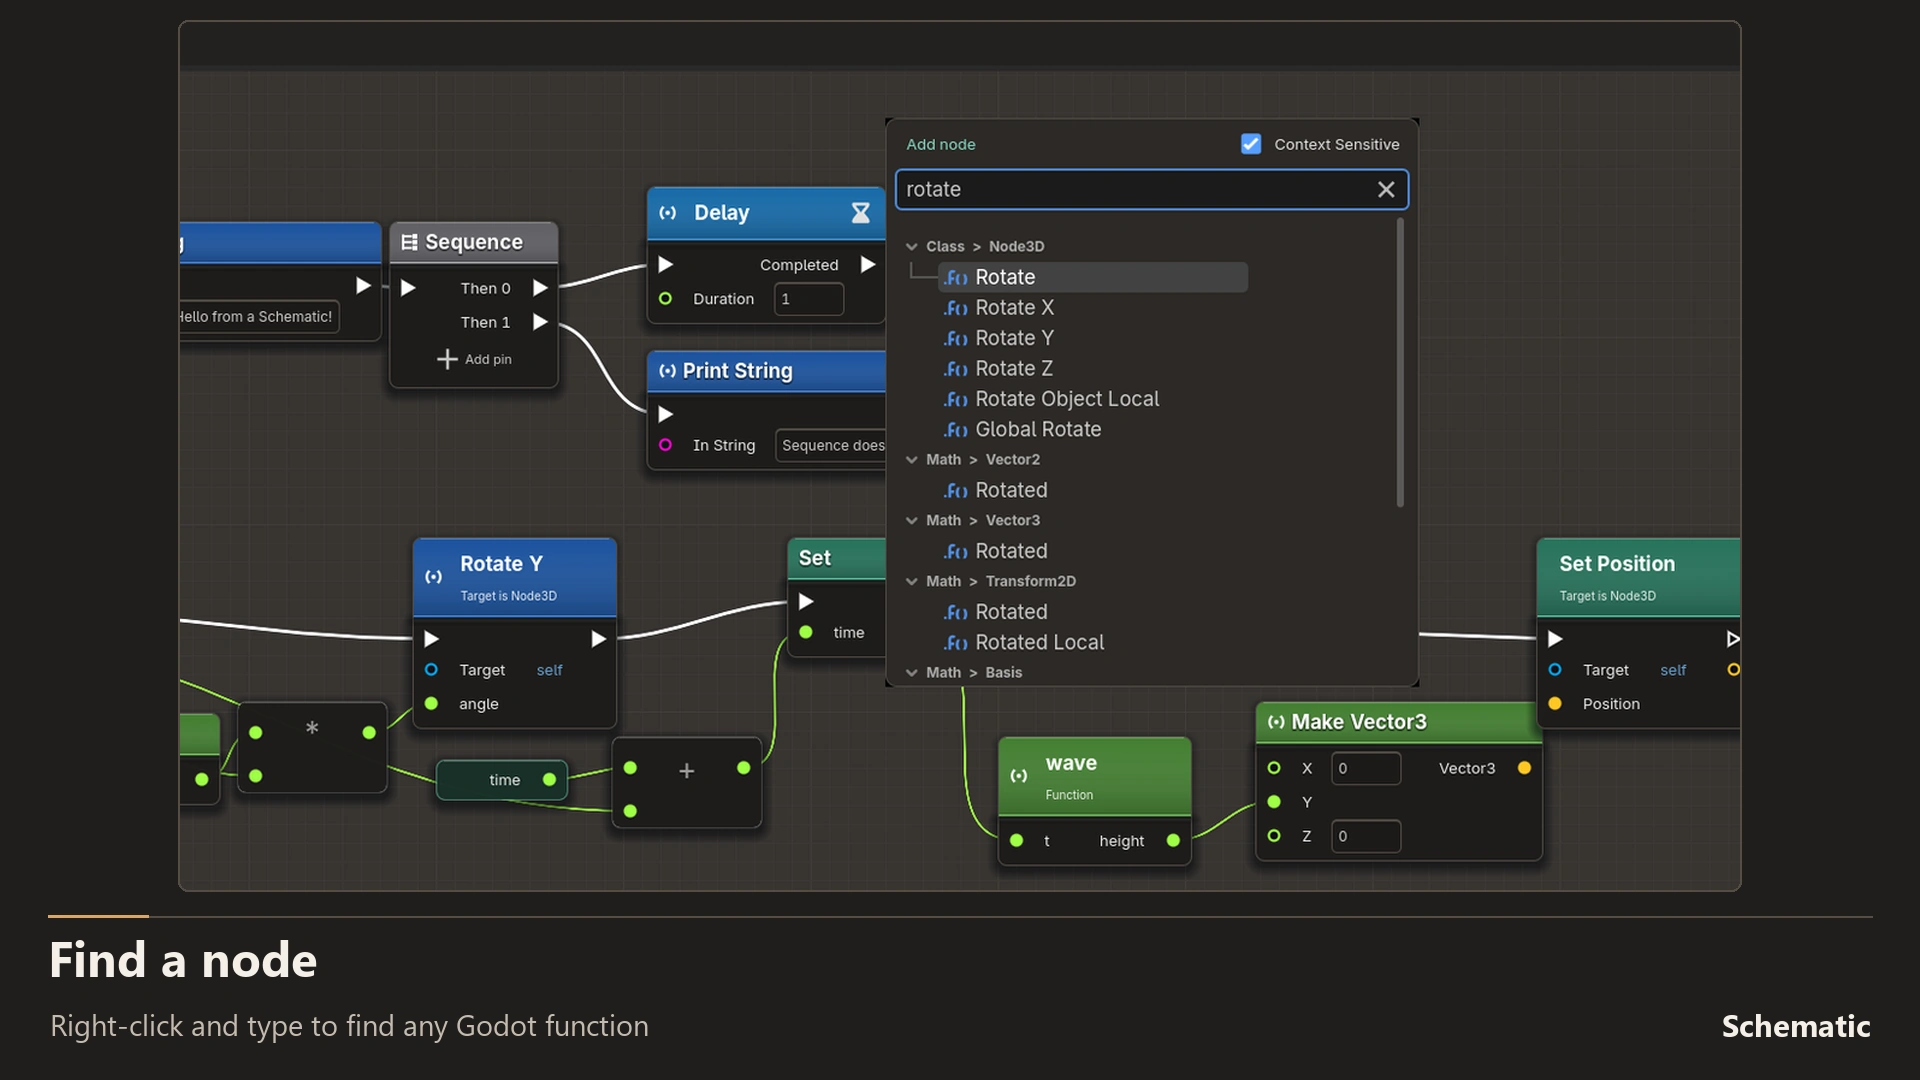 Add node
Context Sensitive
rotate
Class > Node3D
Rotate
Rotate X
Rotate Y
Rotate Z
Rotate Object Local
Global Rotate
Math > Vector2
Rotated
Math > Vector3
Rotated
Math > Transform2D
Rotated
Rotated Local
Math > Basis
Hello from a Schematic!
Sequence
Then 0
Then 1
Add pin
Delay
Completed
Duration
1
Print String
In String
Sequence does
Rotate Y
Target is Node3D
Target self
angle
Set
time
*
time
+
wave
Function
t
height
Make Vector3
X 0 Vector3
Y
Z 0
Set Position
Target is Node3D
Target self
Position
Find a node
Right-click and type to find any Godot function
Schematic